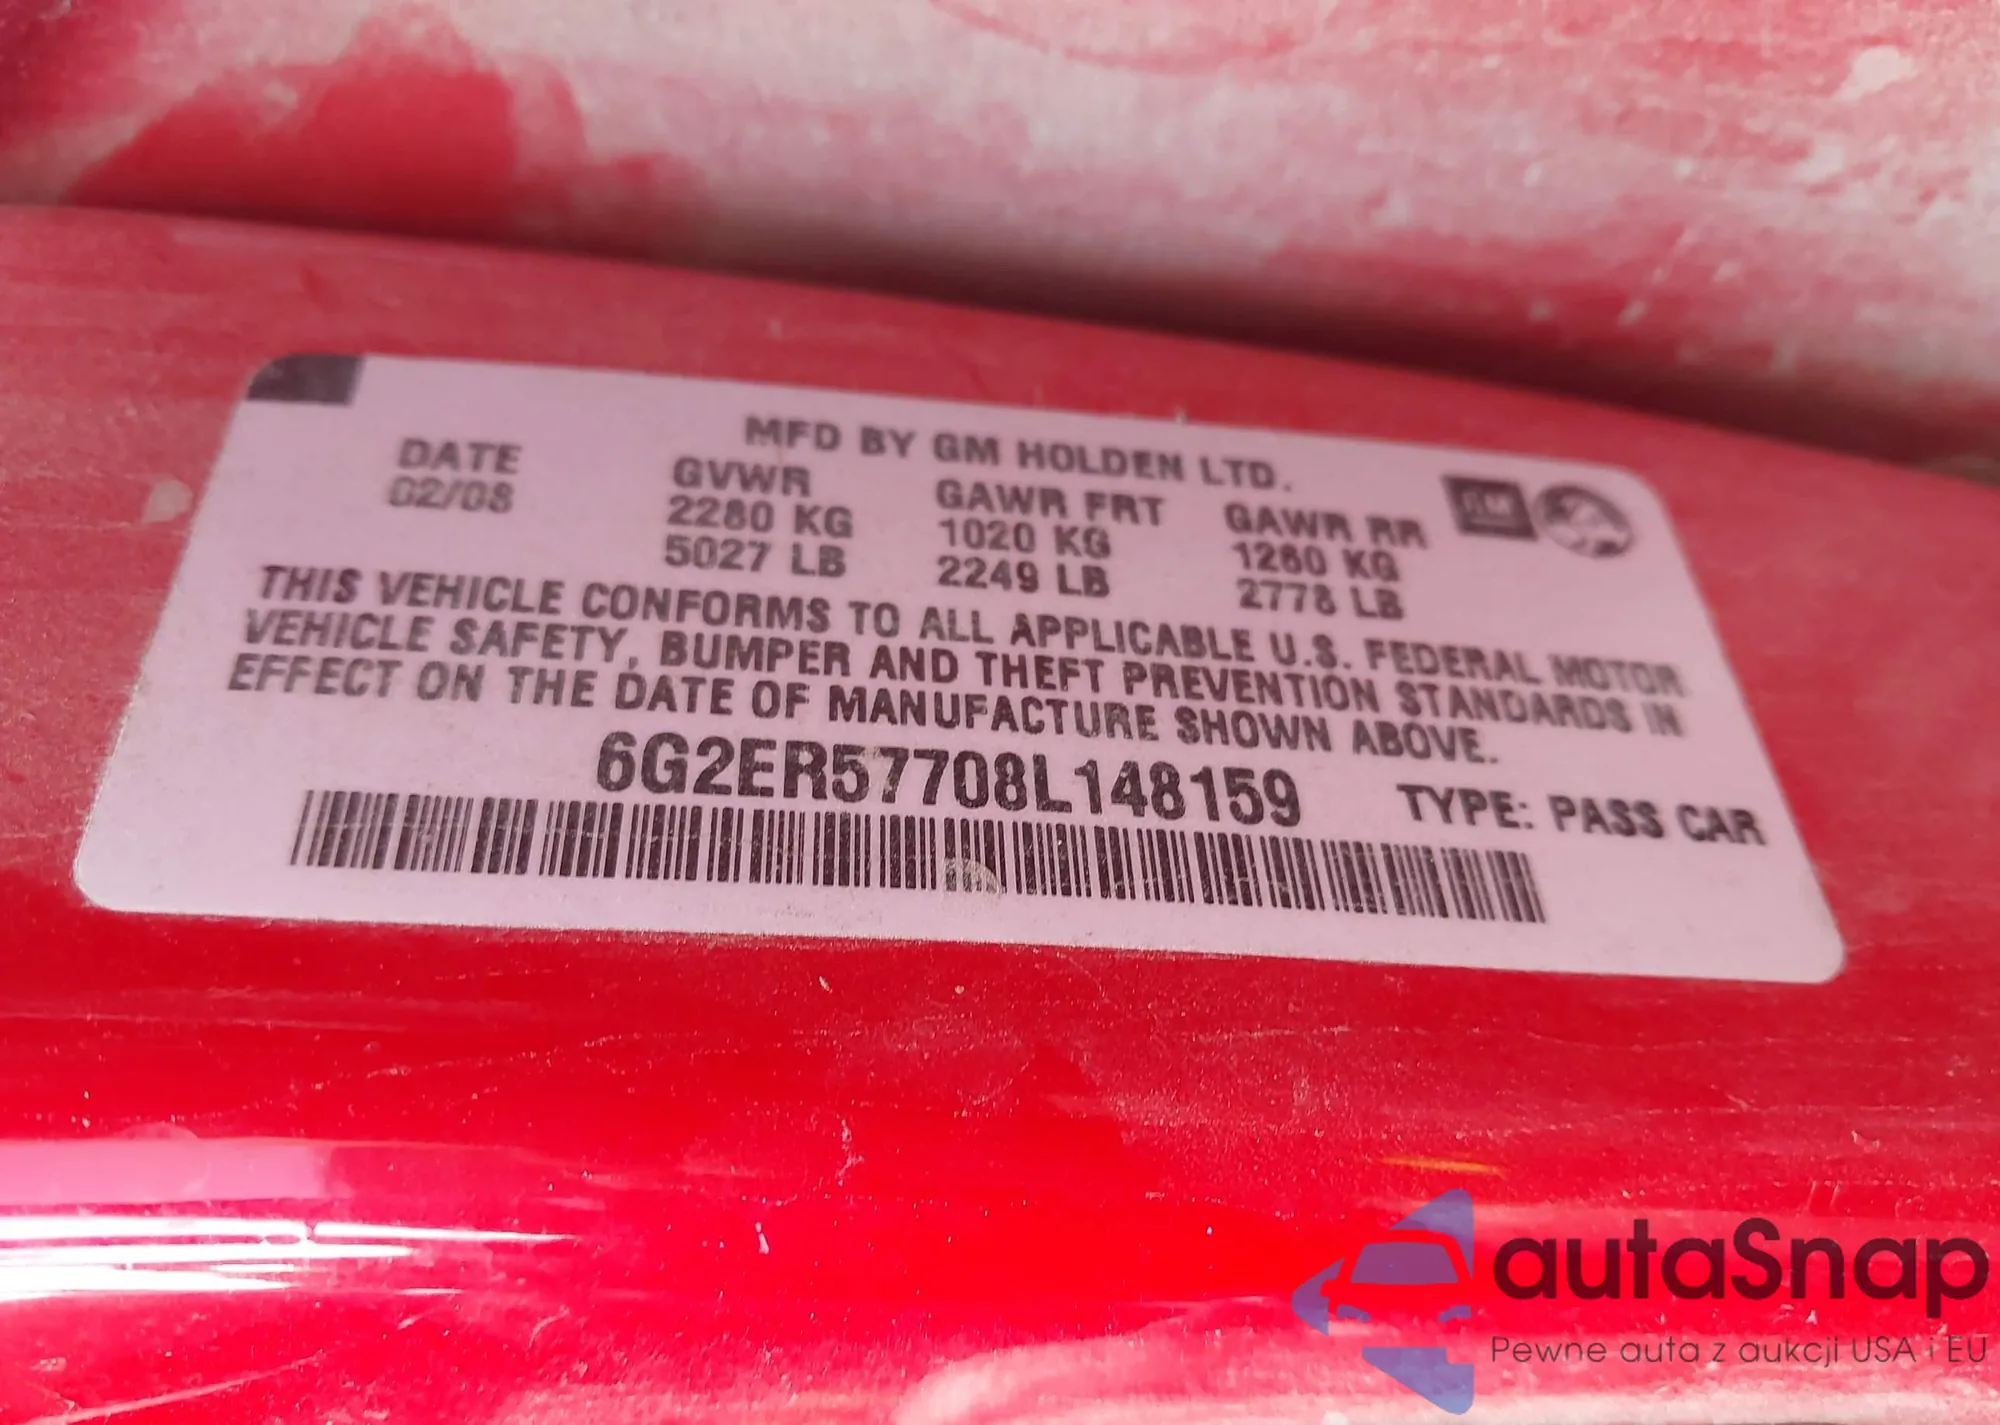 MFD BY GM HOLDEN LTD.
DATE GVWR GAWR FRT GAWR RR GM
02/08 2280 KG 1020 KG 1260 KG
5027 LB 2249 LB 2778 LB
THIS VEHICLE CONFORMS TO ALL APPLICABLE U.S. FEDERAL MOTOR
VEHICLE SAFETY, BUMPER AND THEFT PREVENTION STANDARDS IN
EFFECT ON THE DATE OF MANUFACTURE SHOWN ABOVE.
6G2ER57708L148159 TYPE: PASS CAR
autaSnap
Pewne auta z aukcji USA i EU